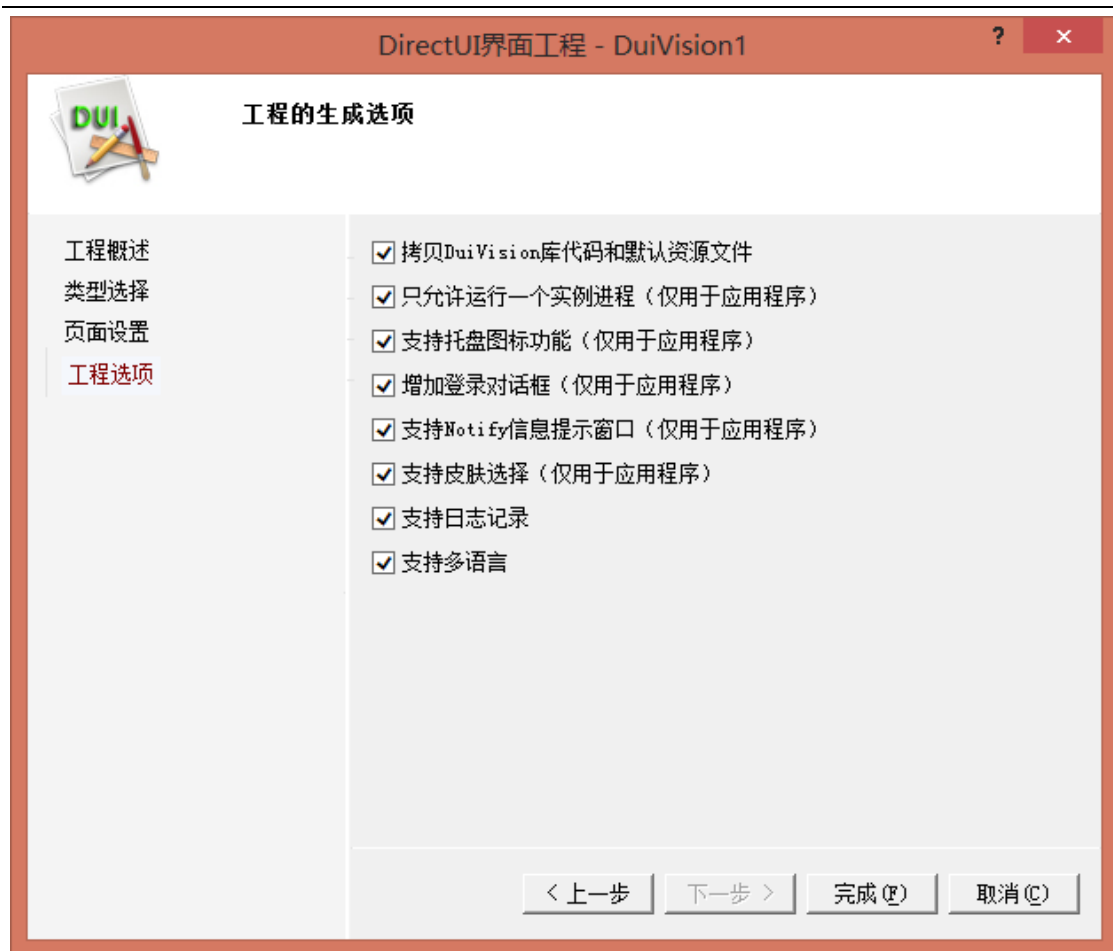 DirectUI界面工程 - DuiVision1
?
×
DUI
工程的生成选项
工程概述
类型选择
页面设置
工程选项
拷贝DuiVision库代码和默认资源文件
只允许运行一个实例进程（仅用于应用程序）
支持托盘图标功能（仅用于应用程序）
增加登录对话框（仅用于应用程序）
支持Notify信息提示窗口（仅用于应用程序）
支持皮肤选择（仅用于应用程序）
支持日志记录
支持多语言
< 上一步
下一步 >
完成(F)
取消(C)